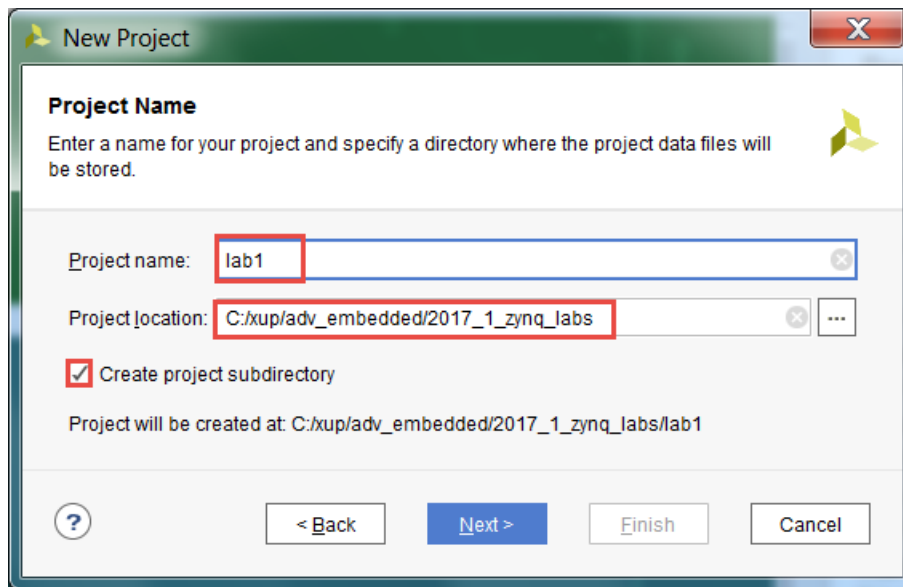 New Project
Project Name
Enter a name for your project and specify a directory where the project data files will
be stored.
Project name: lab1
Project location: C:/xup/adv_embedded/2017_1_zynq_labs ...
Create project subdirectory
Project will be created at: C:/xup/adv_embedded/2017_1_zynq_labs/lab1
? < Back Next > Finish Cancel